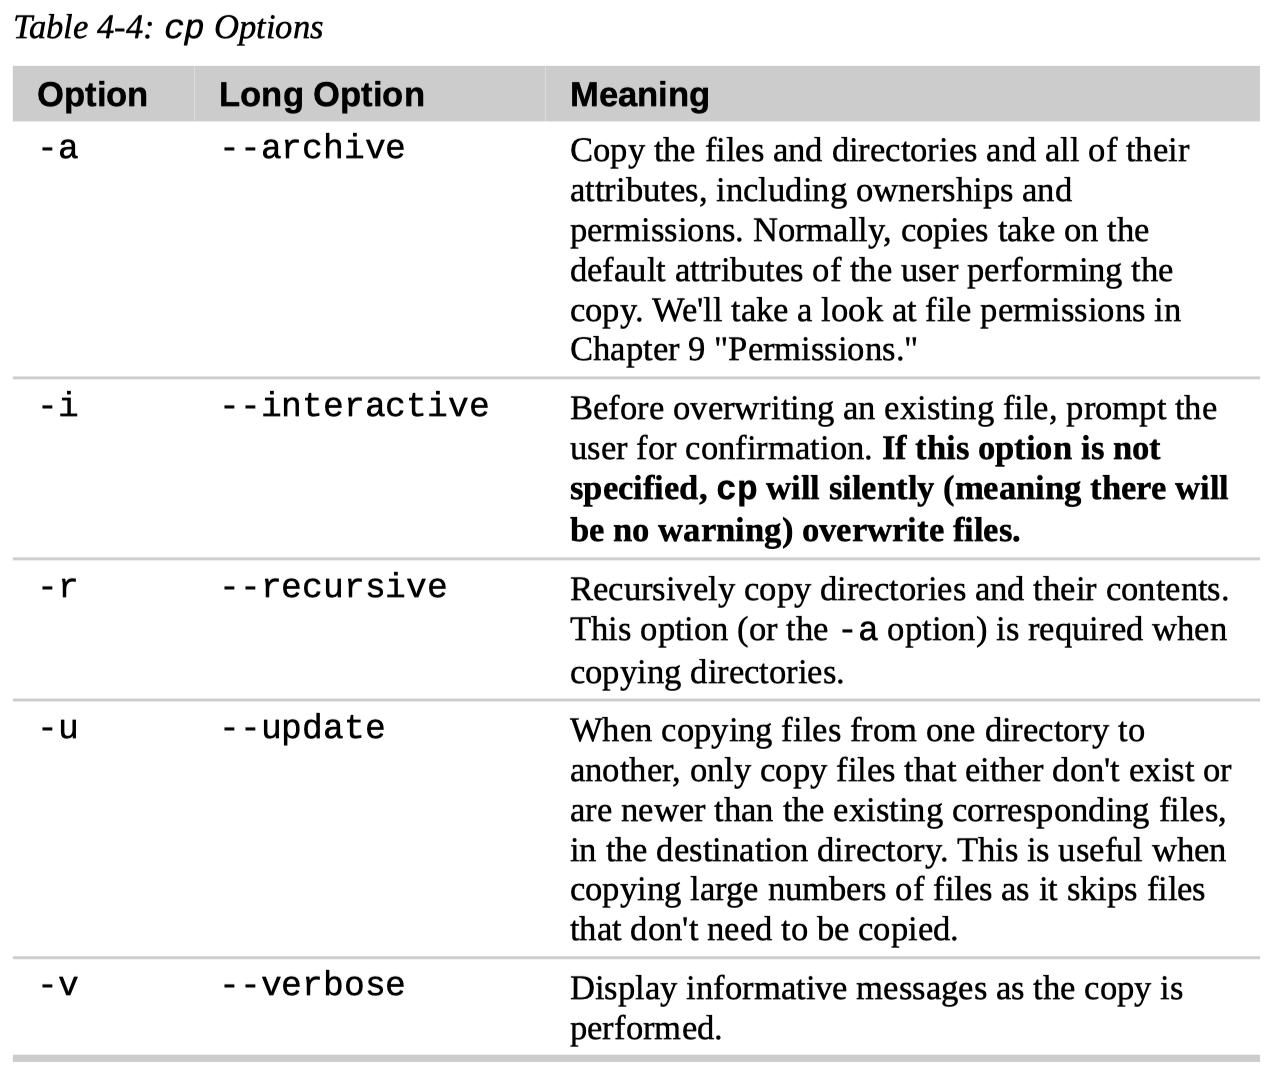 Table 4-4: cp Options
Option Long Option Meaning
-a --archive Copy the files and directories and all of their
attributes, including ownerships and
permissions. Normally, copies take on the
default attributes of the user performing the
copy. We'll take a look at file permissions in
Chapter 9 "Permissions."
-i --interactive Before overwriting an existing file, prompt the
user for confirmation. If this option is not
specified, cp will silently (meaning there will
be no warning) overwrite files.
-r --recursive Recursively copy directories and their contents.
This option (or the -a option) is required when
copying directories.
-u --update When copying files from one directory to
another, only copy files that either don't exist or
are newer than the existing corresponding files,
in the destination directory. This is useful when
copying large numbers of files as it skips files
that don't need to be copied.
-v --verbose Display informative messages as the copy is
performed.